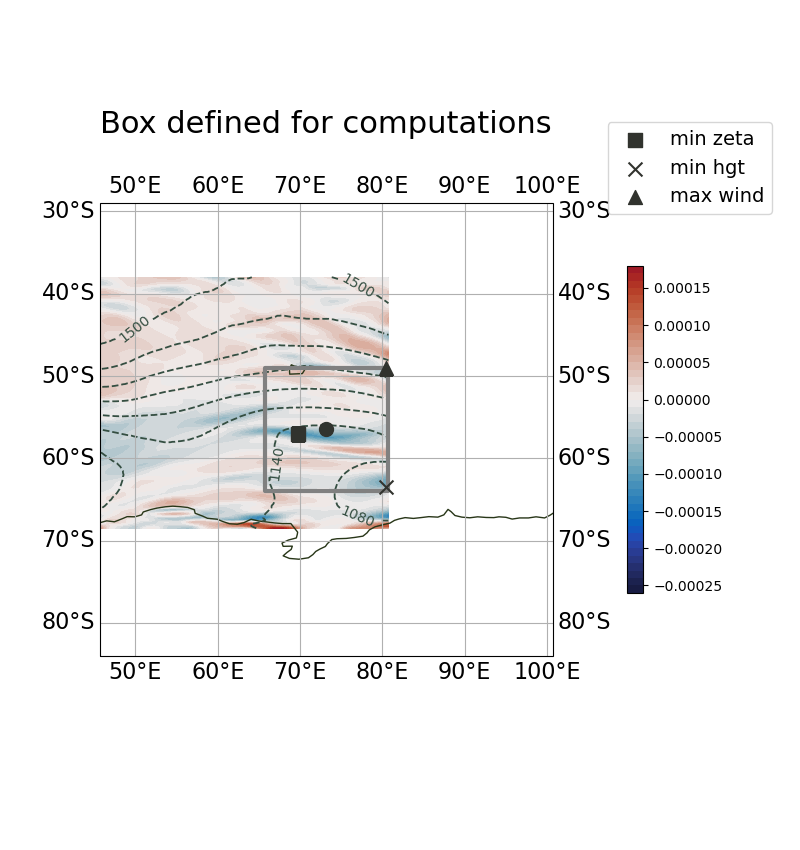 Box defined for computations
min zeta
min hgt
max wind
50°E 60°E 70°E 80°E 90°E 100°E
30°S 30°S
40°S 40°S
50°S 50°S
60°S 60°S
70°S 70°S
80°S 80°S
1500
1500
1140
1080
50°E 60°E 70°E 80°E 90°E 100°E
0.00015
0.00010
0.00005
0.00000
−0.00005
−0.00010
−0.00015
−0.00020
−0.00025